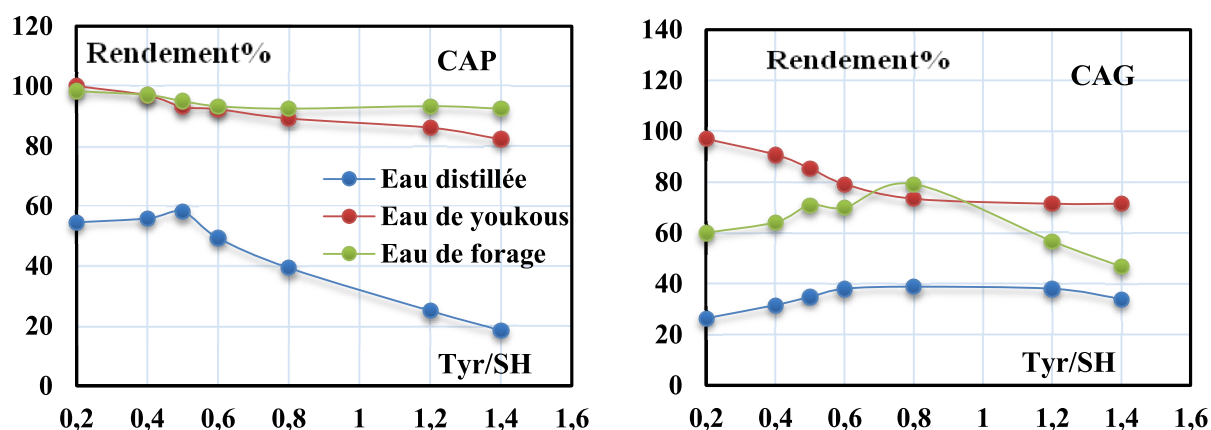 120
100
80
60
40
20
0
Rendement%
CAP
Eau distillée
Eau de youkous
Eau de forage
Tyr/SH
0,2 0,4 0,6 0,8 1 1,2 1,4 1,6
140
120
100
80
60
40
20
0
Rendement%
CAG
Tyr/SH
0,2 0,4 0,6 0,8 1 1,2 1,4 1,6